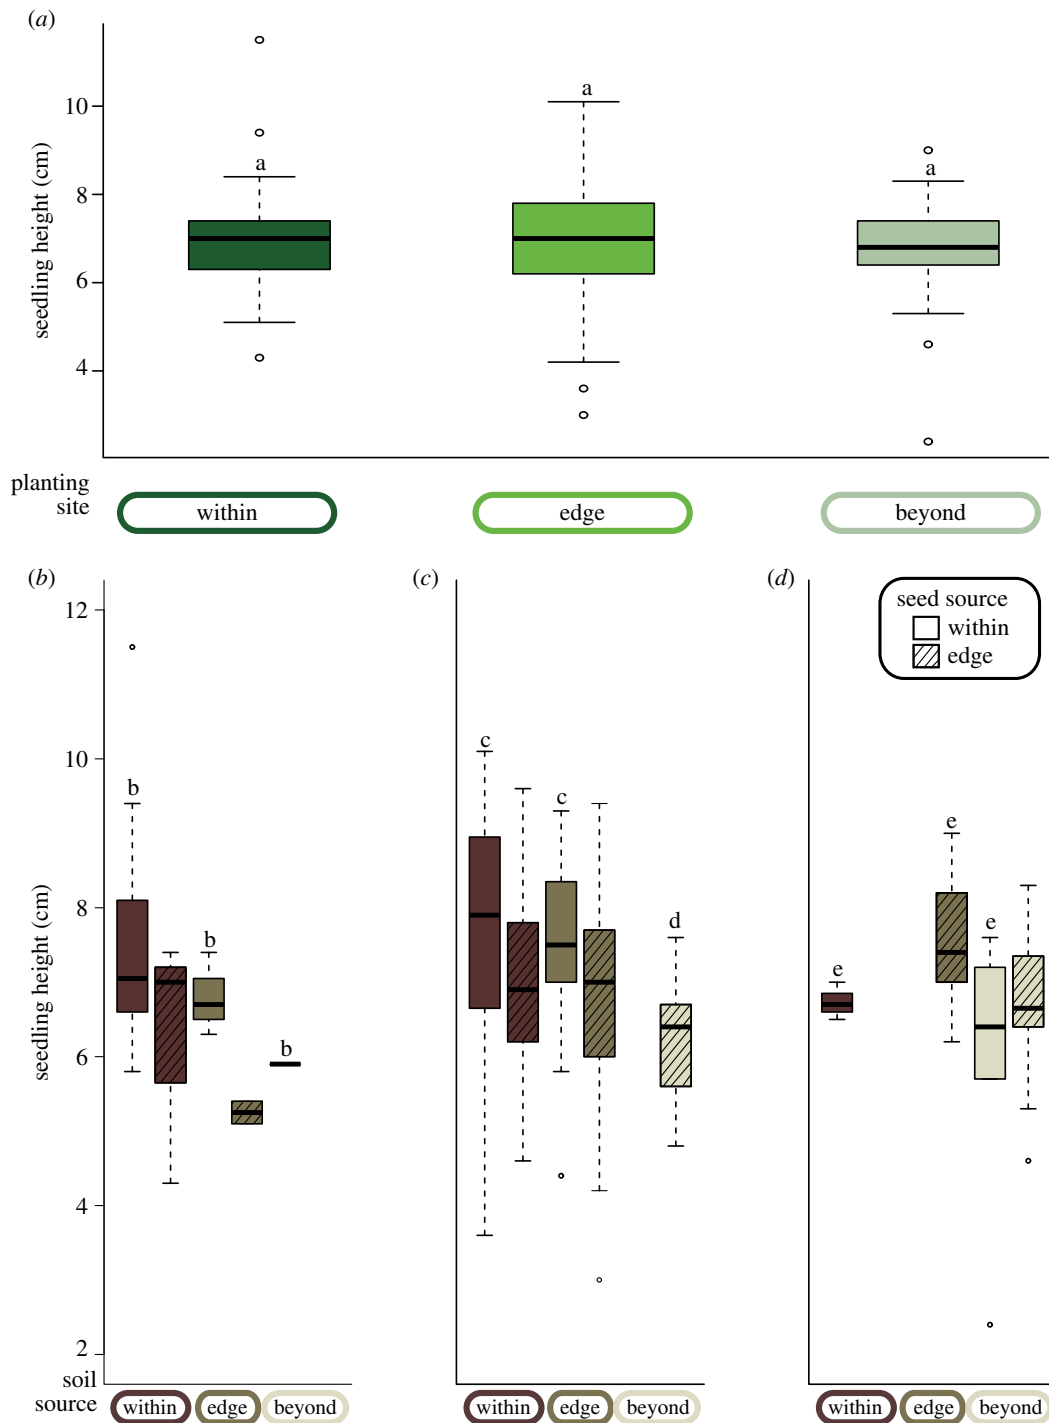 (a)
seedling height (cm)
10
8
6
4
a
a
a
planting
site
within
edge
beyond
(b)
(c)
(d)
seed source
within
edge
seedling height (cm)
12
10
8
6
4
2
b
b
b
c
c
d
e
e
e
soil
source
within
edge
beyond
within
edge
beyond
within
edge
beyond